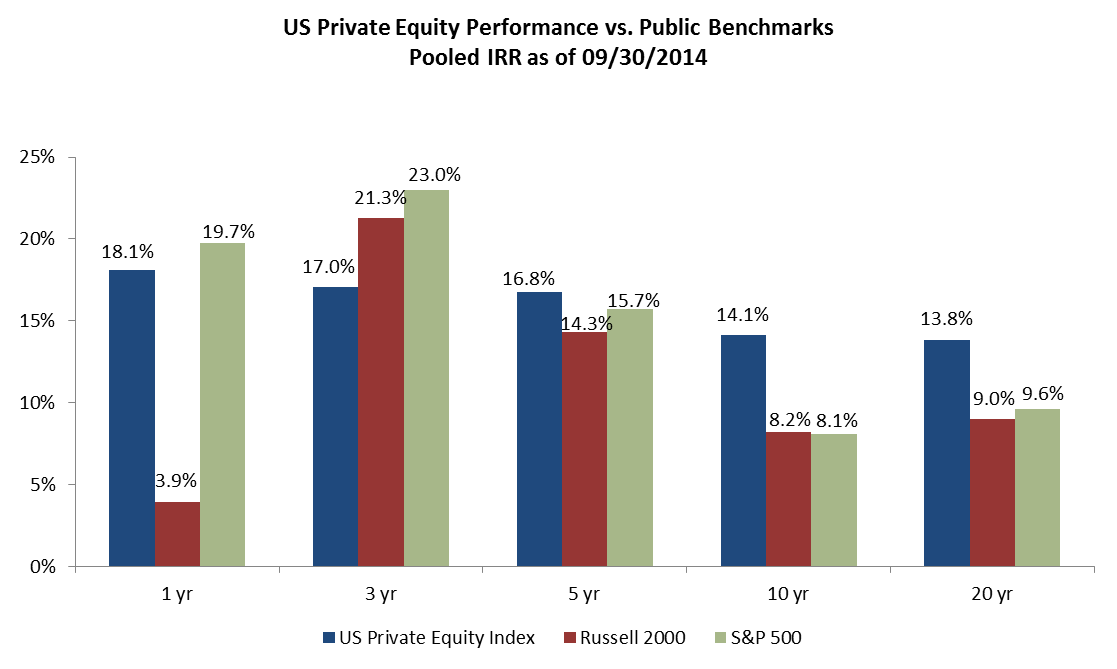 US Private Equity Performance vs. Public Benchmarks
Pooled IRR as of 09/30/2014
25%
20%
15%
10%
5%
0%
18.1%
3.9%
19.7%
17.0%
21.3%
23.0%
16.8%
14.3%
15.7%
14.1%
8.2%
8.1%
13.8%
9.0%
9.6%
1 yr
3 yr
5 yr
10 yr
20 yr
US Private Equity Index
Russell 2000
S&P 500